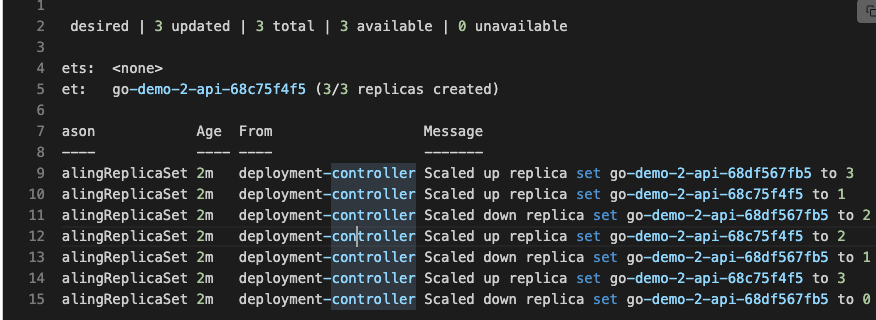 1
2 desired | 3 updated | 3 total | 3 available | 0 unavailable
3
4 ets: <none>
5 et: go-demo-2-api-68c75f4f5 (3/3 replicas created)
6
7 ason Age From Message
8 ---- ---- ---- -------
9 alingReplicaSet 2m deployment-controller Scaled up replica set go-demo-2-api-68df567fb5 to 3
10 alingReplicaSet 2m deployment-controller Scaled up replica set go-demo-2-api-68c75f4f5 to 1
11 alingReplicaSet 2m deployment-controller Scaled down replica set go-demo-2-api-68df567fb5 to 2
12 alingReplicaSet 2m deployment-controller Scaled up replica set go-demo-2-api-68c75f4f5 to 2
13 alingReplicaSet 2m deployment-controller Scaled down replica set go-demo-2-api-68df567fb5 to 1
14 alingReplicaSet 2m deployment-controller Scaled up replica set go-demo-2-api-68c75f4f5 to 3
15 alingReplicaSet 2m deployment-controller Scaled down replica set go-demo-2-api-68df567fb5 to 0